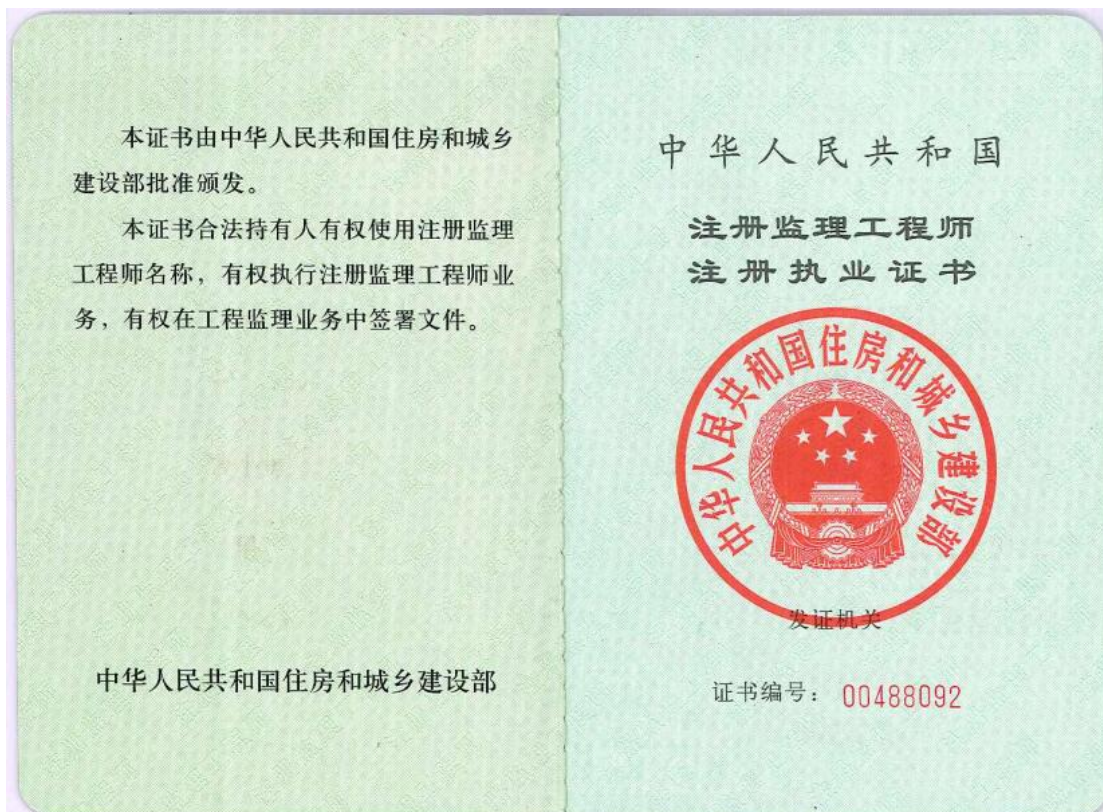 本证书由中华人民共和国住房和城乡
建设部批准颁发。
本证书合法持有人有权使用注册监理
工程师名称，有权执行注册监理工程师业
务，有权在工程监理业务中签署文件。
中华人民共和国住房和城乡建设部
中华人民共和国
注册监理工程师
注册执业证书
中华人民共和国住房和城乡建设部
发证机关
证书编号：00488092